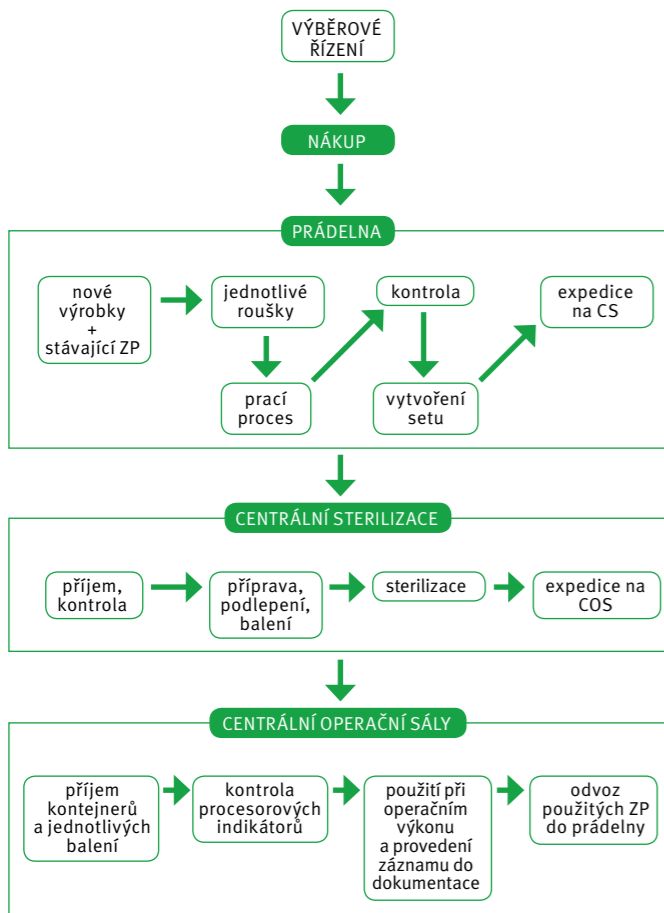 VÝBĚROVÉ
ŘÍZENÍ
NÁKUP
PRÁDELNA
nové
výrobky
+
stávající ZP
jednotlivé
roušky
prací
proces
kontrola
vytvoření
setu
expedice
na CS
CENTRÁLNÍ STERILIZACE
příjem,
kontrola
příprava,
podlepení,
balení
sterilizace
expedice na
COS
CENTRÁLNÍ OPERAČNÍ SÁLY
příjem
kontejnerů
a jednotlivých
balení
kontrola
procesorových
indikátorů
použití při
operačním
výkonu
a provedení
záznamu do
dokumentace
odvoz
použitých ZP
do prádelny